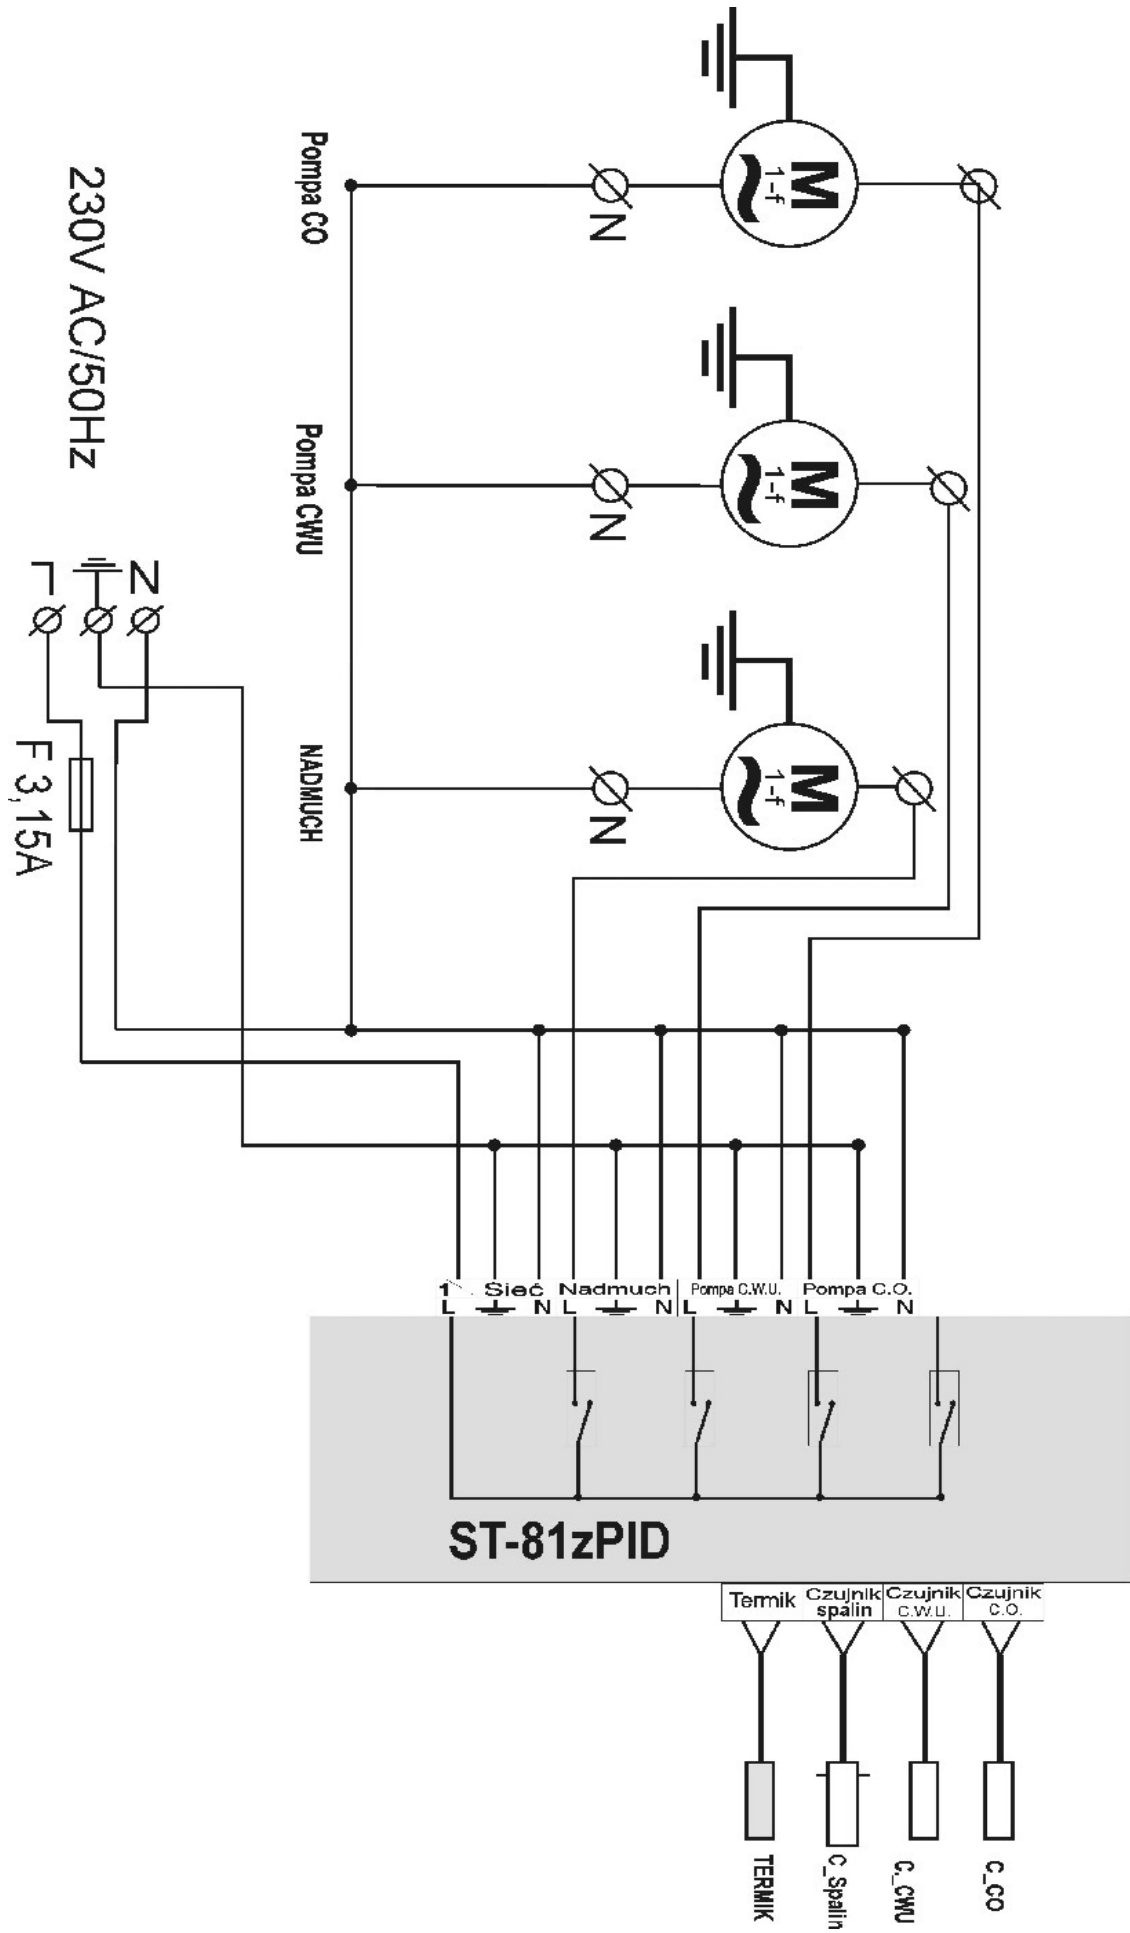 Pompa CO
M
1-f
N
230V AC/50Hz
Pompa CWU
M
1-f
N
L
N
NADMUCH
M
1-f
N
F 3,15A
1 Sieć Nadmuch Pompa C.W.U. Pompa C.O.
L N L N L N L N
ST-81zPID
Termik
Czujnik
spalin
Czujnik
C.W.U.
Czujnik
C.O.
TERMIK
C_Spalin
C_CWU
C_CO